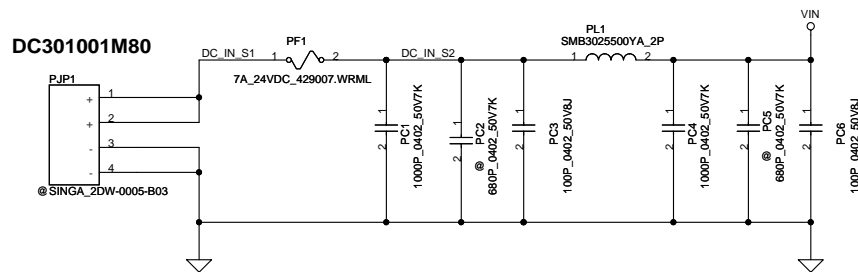 VIN
DC301001M80
DC_IN_S1
PF1
DC_IN_S2
PL1
SMB3025500YA_2P
1
2
1
2
7A_24VDC_429007.WRML
PJP1
+
1
+
2
-
3
-
4
@SINGA_2DW-0005-B03
1
2
PC1
1000P_0402_50V7K
1
2
PC2
@
680P_0402_50V7K
1
2
PC3
100P_0402_50V8J
1
2
PC4
1000P_0402_50V7K
1
2
PC5
@
680P_0402_50V7K
1
2
PC6
100P_0402_50V8J